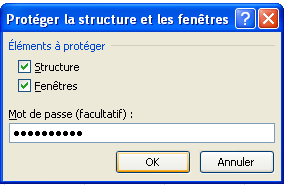 Protéger la structure et les fenêtres
Éléments à protéger
Structure
Fenêtres
Mot de passe (facultatif) :
●●●●●●●●●●
OK
Annuler